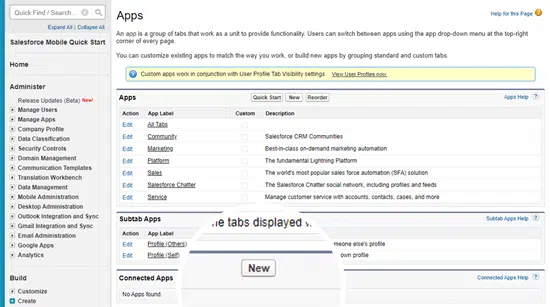 Quick Find / Search...
Expand All | Collapse All
Salesforce Mobile Quick Start
Home
Administer
Release Updates (Beta) New!
Manage Users
Manage Apps
Company Profile
Data Classification
Security Controls
Domain Management
Communication Templates
Translation Workbench
Data Management
Mobile Administration
Desktop Administration
Outlook Integration and Sync
Gmail Integration and Sync
Email Administration
Google Apps
Analytics
Build
Customize
Create
Apps
Help for this Page
An app is a group of tabs that work as a unit to provide functionality. Users can switch between apps using the app drop-down menu at the top-right
corner of every page.
You can customize existing apps to match the way you work, or build new apps by grouping standard and custom tabs.
Custom apps work in conjunction with User Profile Tab Visibility settings. View User Profiles now.
Apps Quick Start New Reorder Apps Help
Action App Label Custom Description
Edit All Tabs
Edit Community Salesforce CRM Communities
Edit Marketing Best-in-class on-demand marketing automation
Edit Platform The fundamental Lightning Platform
Edit Sales The world's most popular sales force automation (SFA) solution
Edit Salesforce Chatter The Salesforce Chatter social network, including profiles and feeds
Edit Service Manage customer service with accounts, contacts, cases, and more
Subtab Apps he tabs displayed Subtab Apps Help
Action App Label
Edit Profile (Others) meone else's profile
Edit Profile (Self) own profile
New
Connected Apps Connected Apps Help
No Apps found.